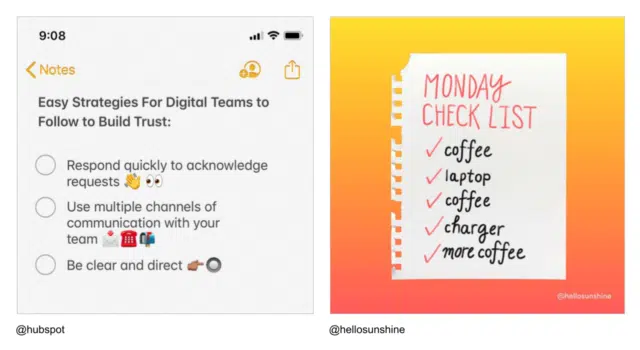 9:08
Notes
Easy Strategies For Digital Teams to
Follow to Build Trust:
Respond quickly to acknowledge
requests 👏 👀
Use multiple channels of
communication with your
team 📩☎️📬
Be clear and direct 👉🔘
@hubspot
MONDAY
CHECK LIST
✓ coffee
✓ laptop
✓ coffee
✓ charger
✓ more coffee
@hellosunshine
@hellosunshine